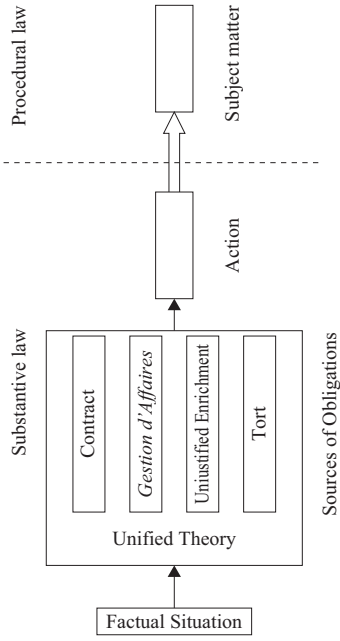 Procedural law
Subject matter
Action
Substantive law
Contract
Gestion d'Affaires
Uniustified Enrichment
Tort
Unified Theory
Sources of Obligations
Factual Situation